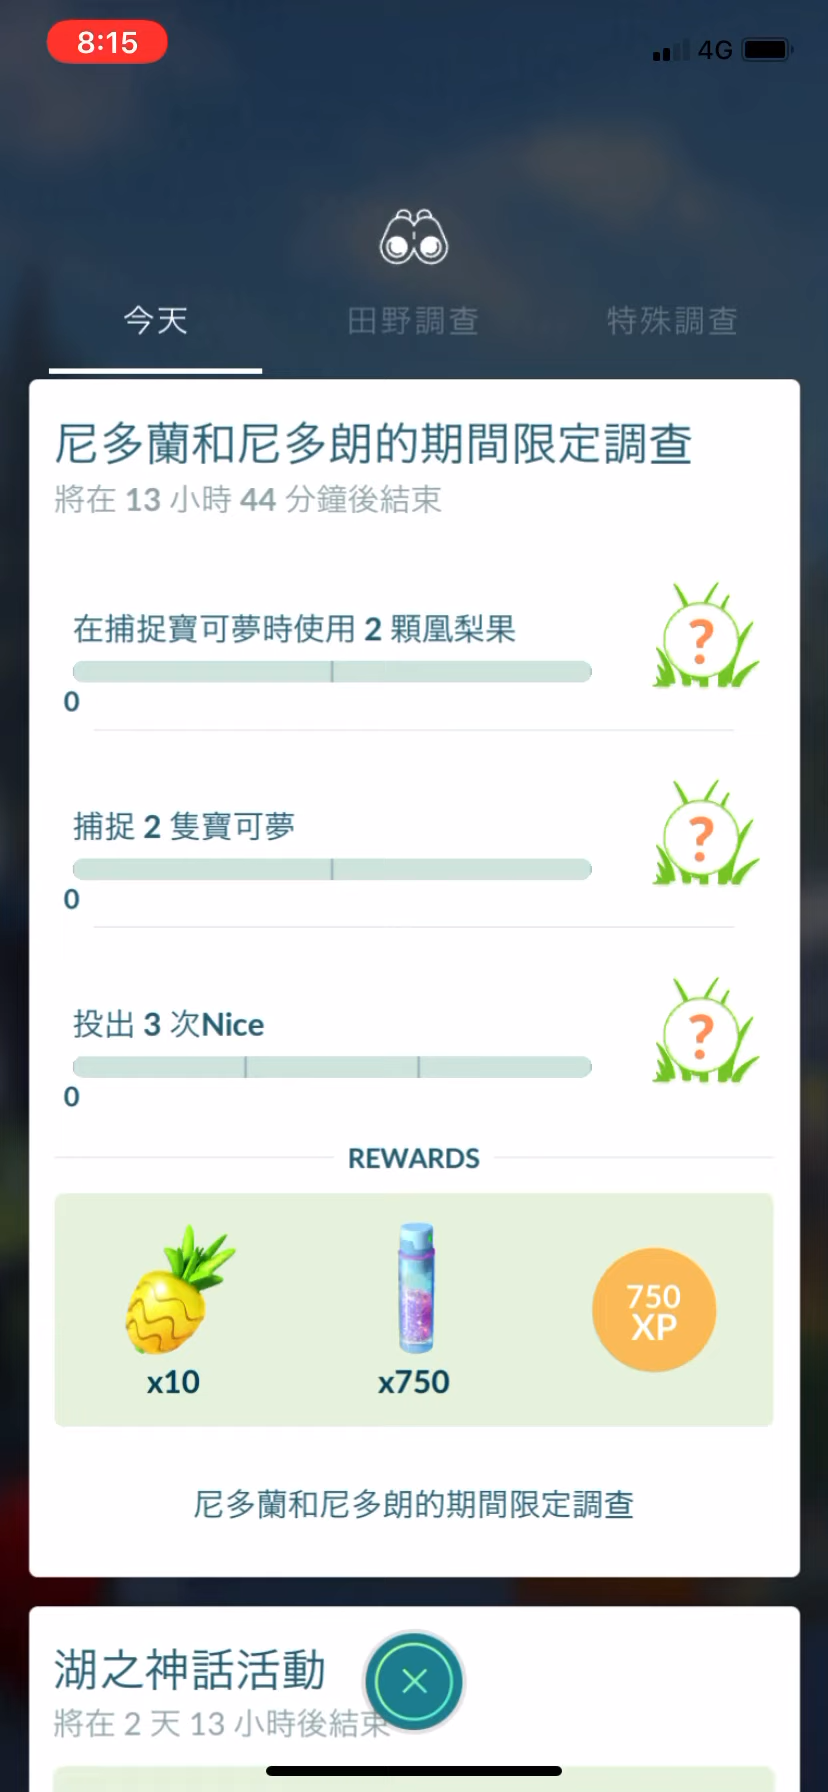 8:15
4G
今天
田野調查
特殊調查
尼多蘭和尼多朗的期間限定調查
將在 13 小時 44 分鐘後結束
在捕捉寶可夢時使用 2 顆凰梨果
?
0
捕捉 2 隻寶可夢
?
0
投出 3 次Nice
?
0
REWARDS
750
XP
x10
x750
尼多蘭和尼多朗的期間限定調查
湖之神話活動
將在 2 天 13 小時後結束